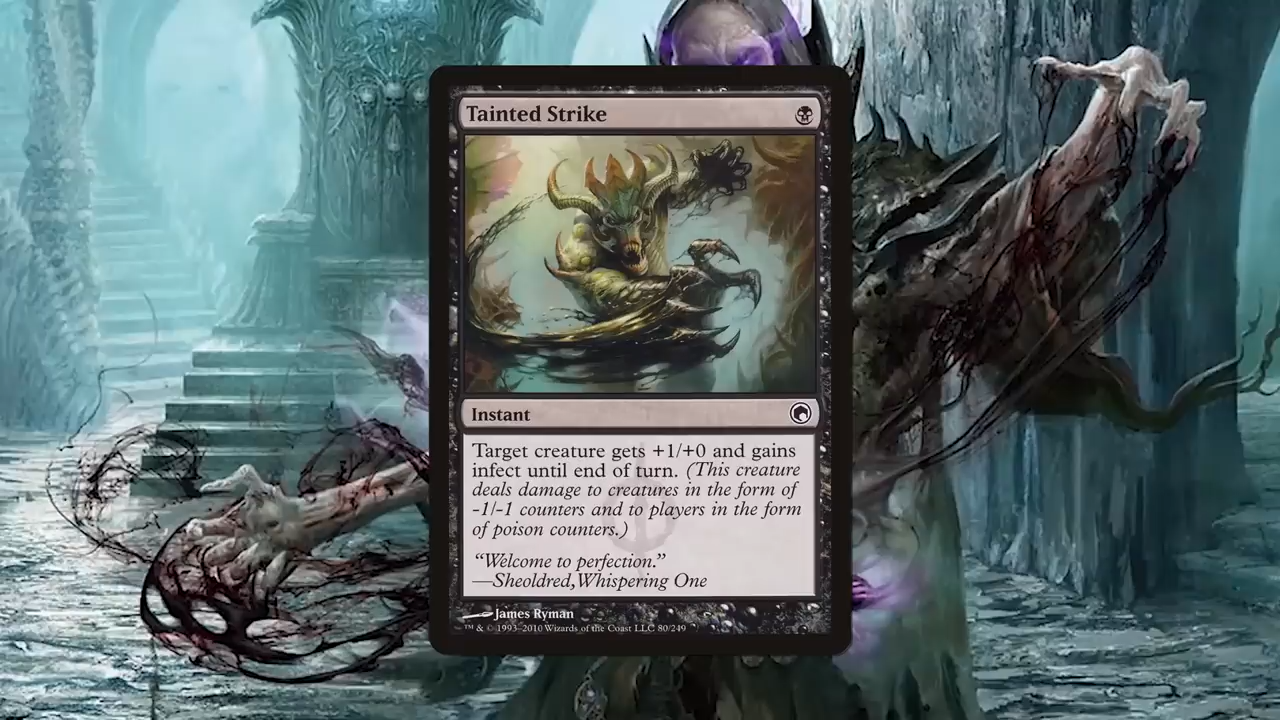 Tainted Strike
Instant
Target creature gets +1/+0 and gains
infect until end of turn. (This creature
deals damage to creatures in the form of
-1/-1 counters and to players in the form
of poison counters.)
“Welcome to perfection.”
—Sheoldred,Whispering One
James Ryman
™ & © 1993–2010 Wizards of the Coast LLC 80/249